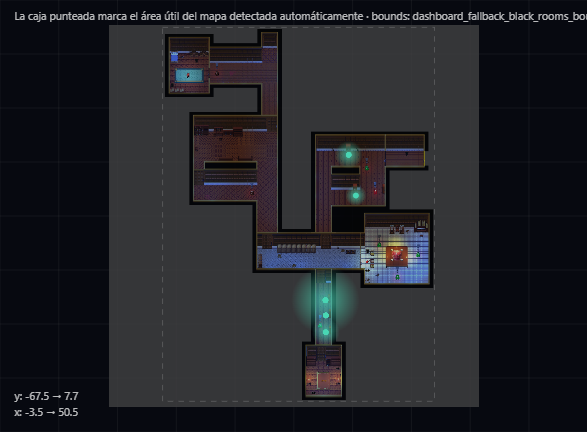 La caja punteada marca el área útil del mapa detectada automáticamente · bounds: dashboard_fallback_black_rooms_bo
y: -67.5 → 7.7
x: -3.5 → 50.5